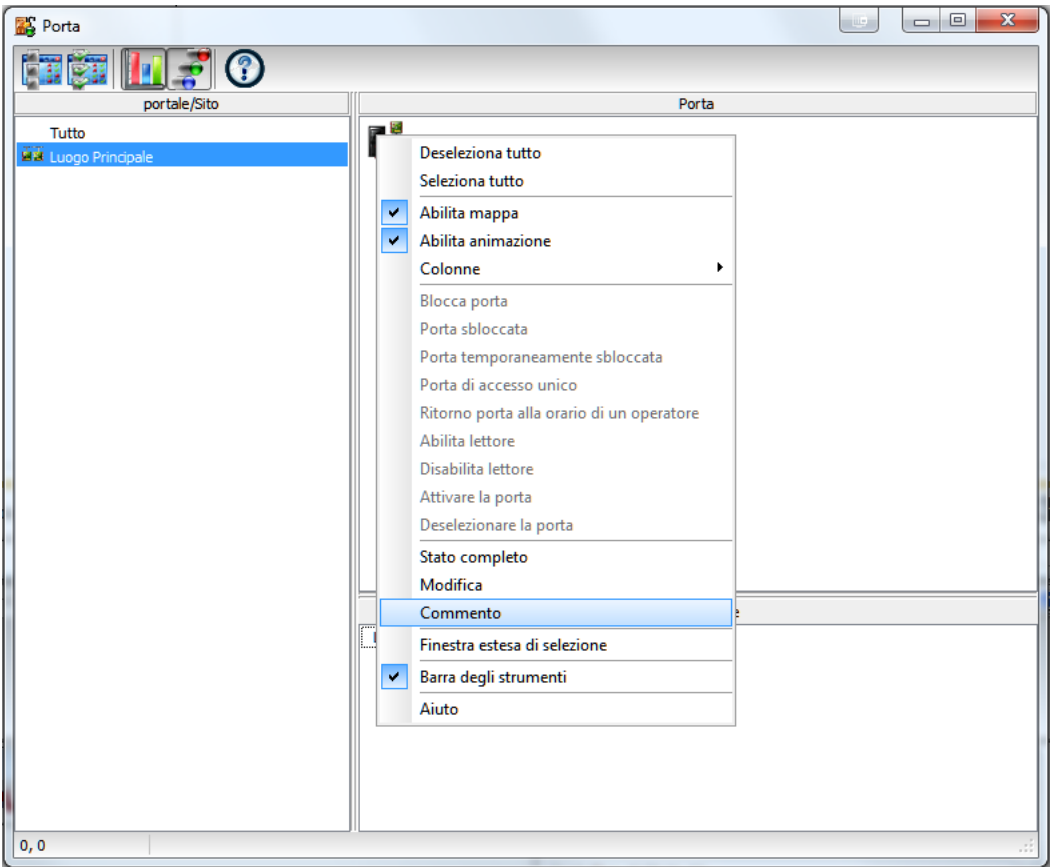 Porta
portale/Sito
Porta
Tutto
Luogo Principale
Deseleziona tutto
Seleziona tutto
Abilita mappa
Abilita animazione
Colonne
Blocca porta
Porta sbloccata
Porta temporaneamente sbloccata
Porta di accesso unico
Ritorno porta alla orario di un operatore
Abilita lettore
Disabilita lettore
Attivare la porta
Deselezionare la porta
Stato completo
Modifica
Commento
Finestra estesa di selezione
Barra degli strumenti
Aiuto
0, 0